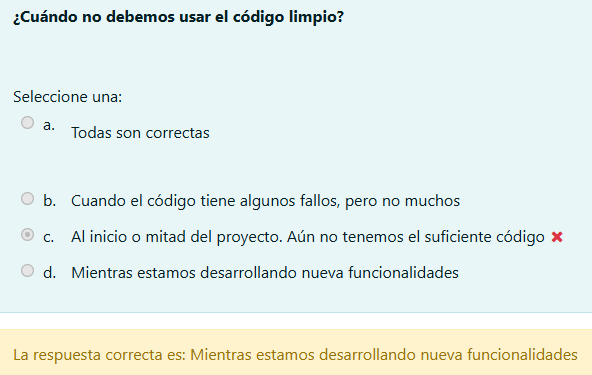 ¿Cuándo no debemos usar el código limpio?
Seleccione una:
a. Todas son correctas
b. Cuando el código tiene algunos fallos, pero no muchos
c. Al inicio o mitad del proyecto. Aún no tenemos el suficiente código
d. Mientras estamos desarrollando nueva funcionalidades
La respuesta correcta es: Mientras estamos desarrollando nueva funcionalidades